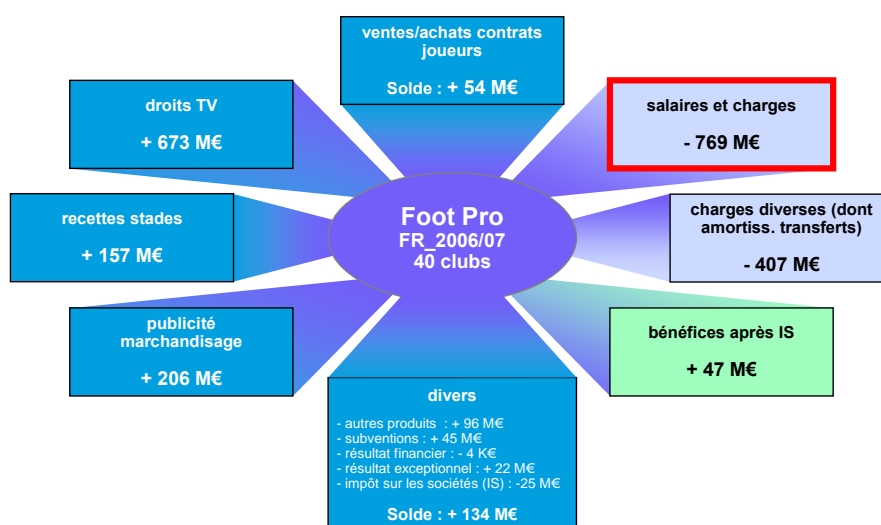 ventes/achats contrats
joueurs
Solde : + 54 M€
droits TV
+ 673 M€
salaires et charges
- 769 M€
recettes stades
+ 157 M€
Foot Pro
FR_2006/07
40 clubs
charges diverses (dont
amortiss. transferts)
- 407 M€
publicité
marchandisage
+ 206 M€
bénéfices après IS
+ 47 M€
divers
- autres produits : + 96 M€
- subventions : + 45 M€
- résultat financier : - 4 K€
- résultat exceptionnel : + 22 M€
- impôt sur les sociétés (IS) : -25 M€
Solde : + 134 M€